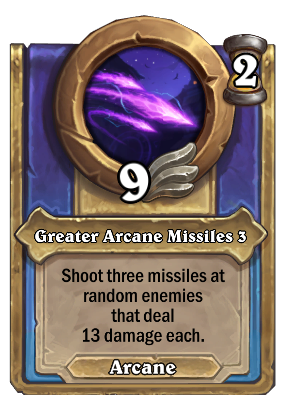 2
9
Greater Arcane Missiles 3
Shoot three missiles at
random enemies
that deal
13 damage each.
Arcane